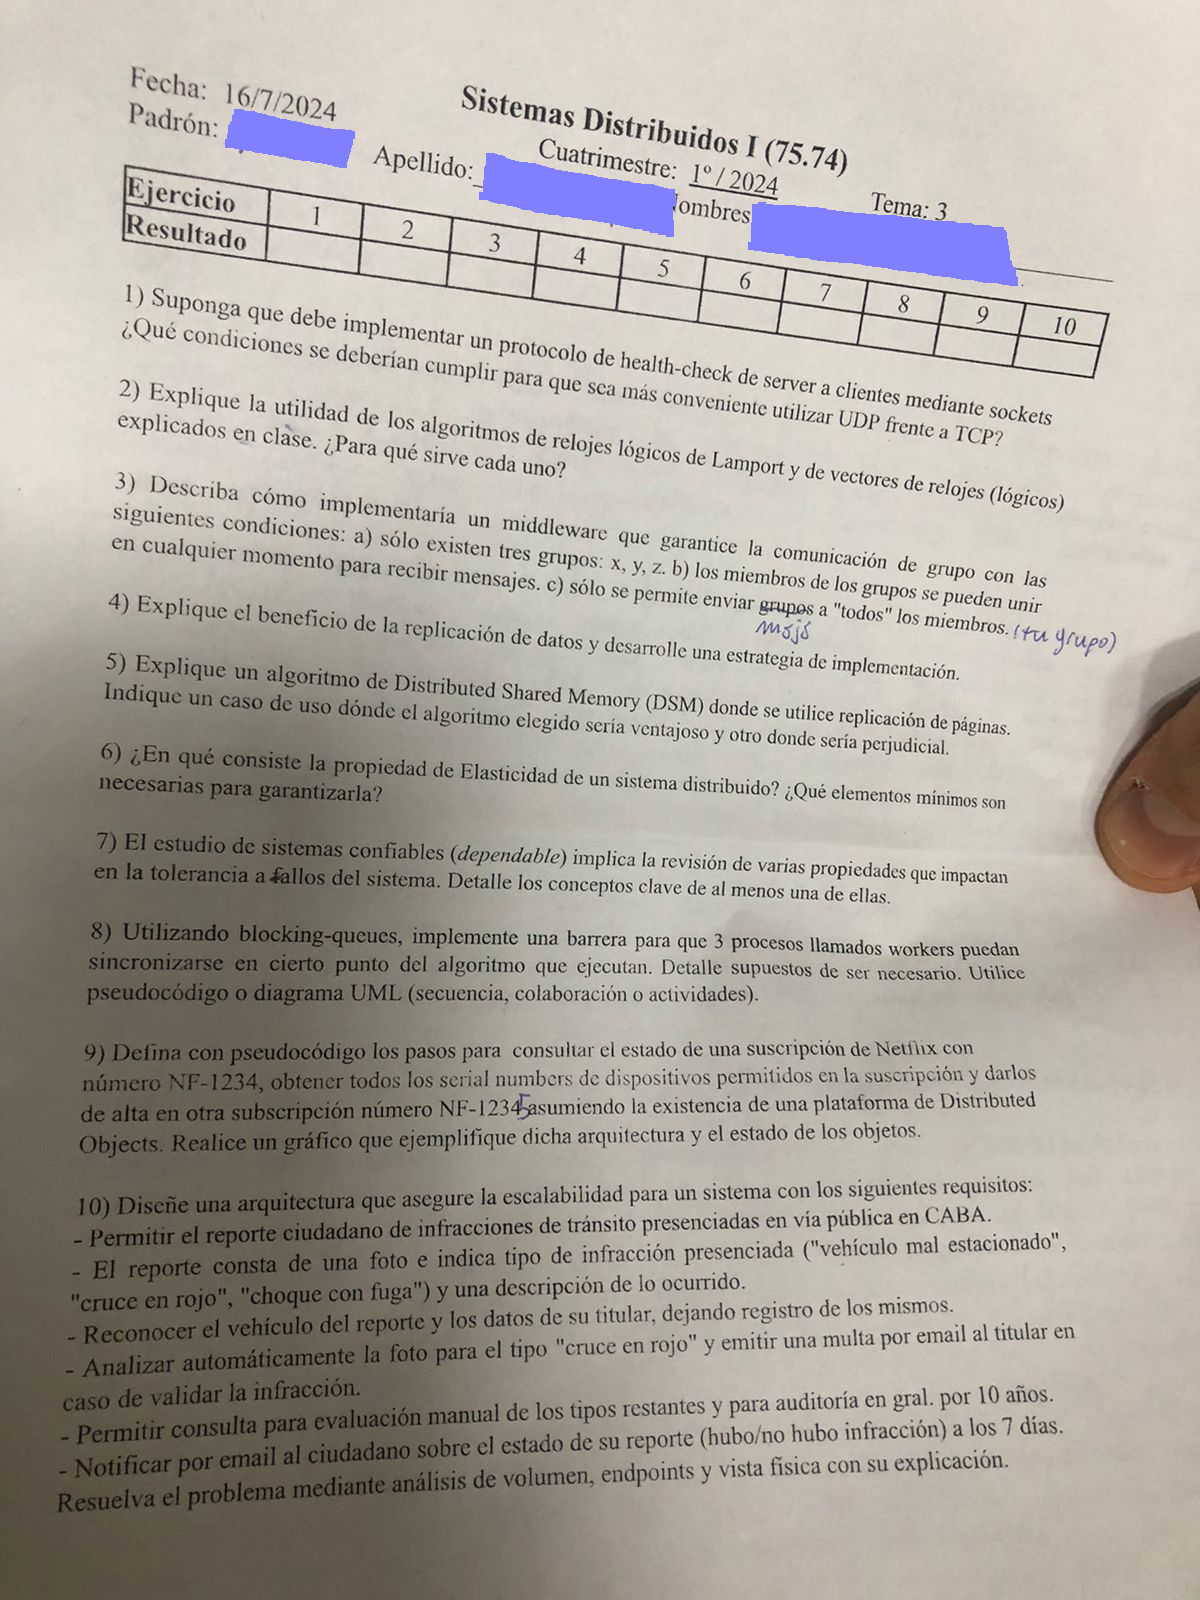 Fecha: 16/7/2024
Sistemas Distribuidos I (75.74)
Padrón:
Cuatrimestre: 1º / 2024
Tema: 3
Apellido:
Nombres
Ejercicio 1 2 3 4 5 6 7 8 9 10
Resultado
1) Suponga que debe implementar un protocolo de health-check de server a clientes mediante sockets
¿Qué condiciones se deberían cumplir para que sea más conveniente utilizar UDP frente a TCP?
2) Explique la utilidad de los algoritmos de relojes lógicos de Lamport y de vectores de relojes (lógicos)
explicados en clase. ¿Para qué sirve cada uno?
3) Describa cómo implementaría un middleware que garantice la comunicación de grupo con las
siguientes condiciones: a) sólo existen tres grupos: x, y, z. b) los miembros de los grupos se pueden unir
en cualquier momento para recibir mensajes. c) sólo se permite enviar grupos a "todos" los miembros. (tu grupo)
msjs
4) Explique el beneficio de la replicación de datos y desarrolle una estrategia de implementación.
5) Explique un algoritmo de Distributed Shared Memory (DSM) donde se utilice replicación de páginas.
Indique un caso de uso dónde el algoritmo elegido sería ventajoso y otro donde sería perjudicial.
6) ¿En qué consiste la propiedad de Elasticidad de un sistema distribuido? ¿Qué elementos mínimos son
necesarias para garantizarla?
7) El estudio de sistemas confiables (dependable) implica la revisión de varias propiedades que impactan
en la tolerancia a fallos del sistema. Detalle los conceptos clave de al menos una de ellas.
8) Utilizando blocking-queues, implemente una barrera para que 3 procesos llamados workers puedan
sincronizarse en cierto punto del algoritmo que ejecutan. Detalle supuestos de ser necesario. Utilice
pseudocódigo o diagrama UML (secuencia, colaboración o actividades).
9) Defina con pseudocódigo los pasos para consultar el estado de una suscripción de Netflix con
número NF-1234, obtener todos los serial numbers de dispositivos permitidos en la suscripción y darlos
de alta en otra subscripción número NF-12345 asumiendo la existencia de una plataforma de Distributed
Objects. Realice un gráfico que ejemplifique dicha arquitectura y el estado de los objetos.
10) Diseñe una arquitectura que asegure la escalabilidad para un sistema con los siguientes requisitos:
- Permitir el reporte ciudadano de infracciones de tránsito presenciadas en vía pública en CABA.
- El reporte consta de una foto e indica tipo de infracción presenciada ("vehículo mal estacionado",
"cruce en rojo", "choque con fuga") y una descripción de lo ocurrido.
- Reconocer el vehículo del reporte y los datos de su titular, dejando registro de los mismos.
- Analizar automáticamente la foto para el tipo "cruce en rojo" y emitir una multa por email al titular en
caso de validar la infracción.
- Permitir consulta para evaluación manual de los tipos restantes y para auditoría en gral. por 10 años.
- Notificar por email al ciudadano sobre el estado de su reporte (hubo/no hubo infracción) a los 7 días.
Resuelva el problema mediante análisis de volumen, endpoints y vista física con su explicación.